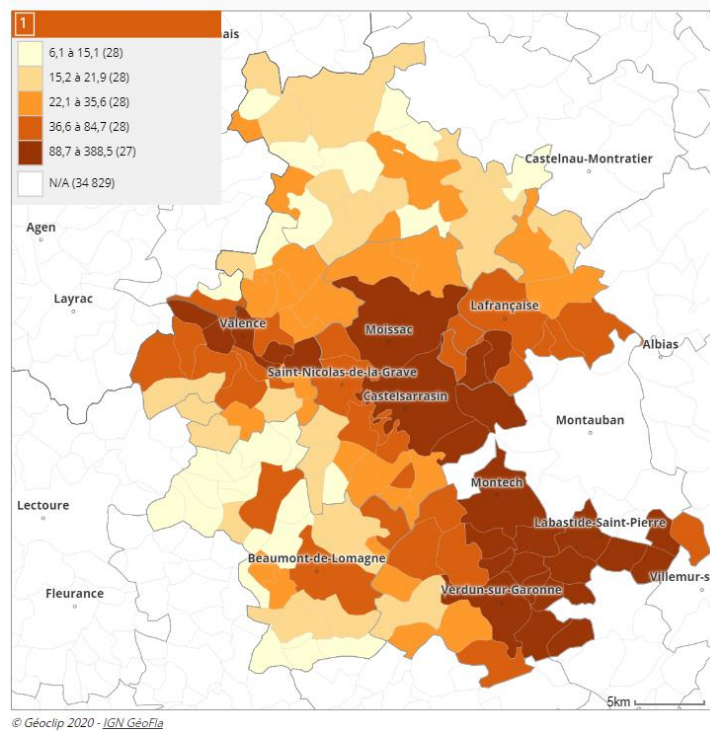 1
ais
6,1 à 15,1 (28)
15,2 à 21,9 (28)
22,1 à 35,6 (28)
36,6 à 84,7 (28)
88,7 à 388,5 (27)
N/A (34 829)
Castelnau-Montratier
Agen
Layrac
Valence
Lafrançaise
Moissac
Albias
Saint-Nicolas-de-la-Grave
Castelsarrasin
Montauban
Montech
Lectoure
Labastide-Saint-Pierre
Beaumont-de-Lomagne
Villemur-s
Fleurance
Verdun-sur-Garonne
5km
© Géoclip 2020 - IGN GéoFla